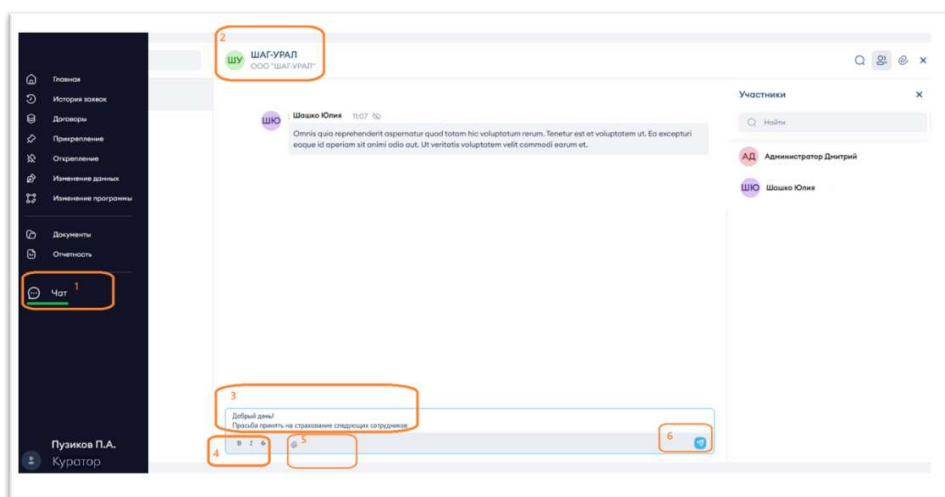 2
ШУ
ШАГ-УРАЛ
ООО "ШАГ-УРАЛ"
Главная
История заявок
Договоры
Прикрепление
Открепление
Изменение данных
Изменение программы
Документы
Отчетность
Чат 1
Пузиков П.А.
Куратор
ШЮ
Шашко Юлия 11:07
Omnis quia reprehenderit aspernatur quod totam hic voluptatum rerum. Tenetur est et voluptatem ut. Ea excepturi
eaque id aperiam sit animi odio aut. Ut veritatis voluptatem velit commodi earum et.
3
Добрый день!
Просьба принять на страхование следующих сотрудников
4
B I S
5
6
Участники
Найти
АД Администратор Дмитрий
ШЮ Шашко Юлия